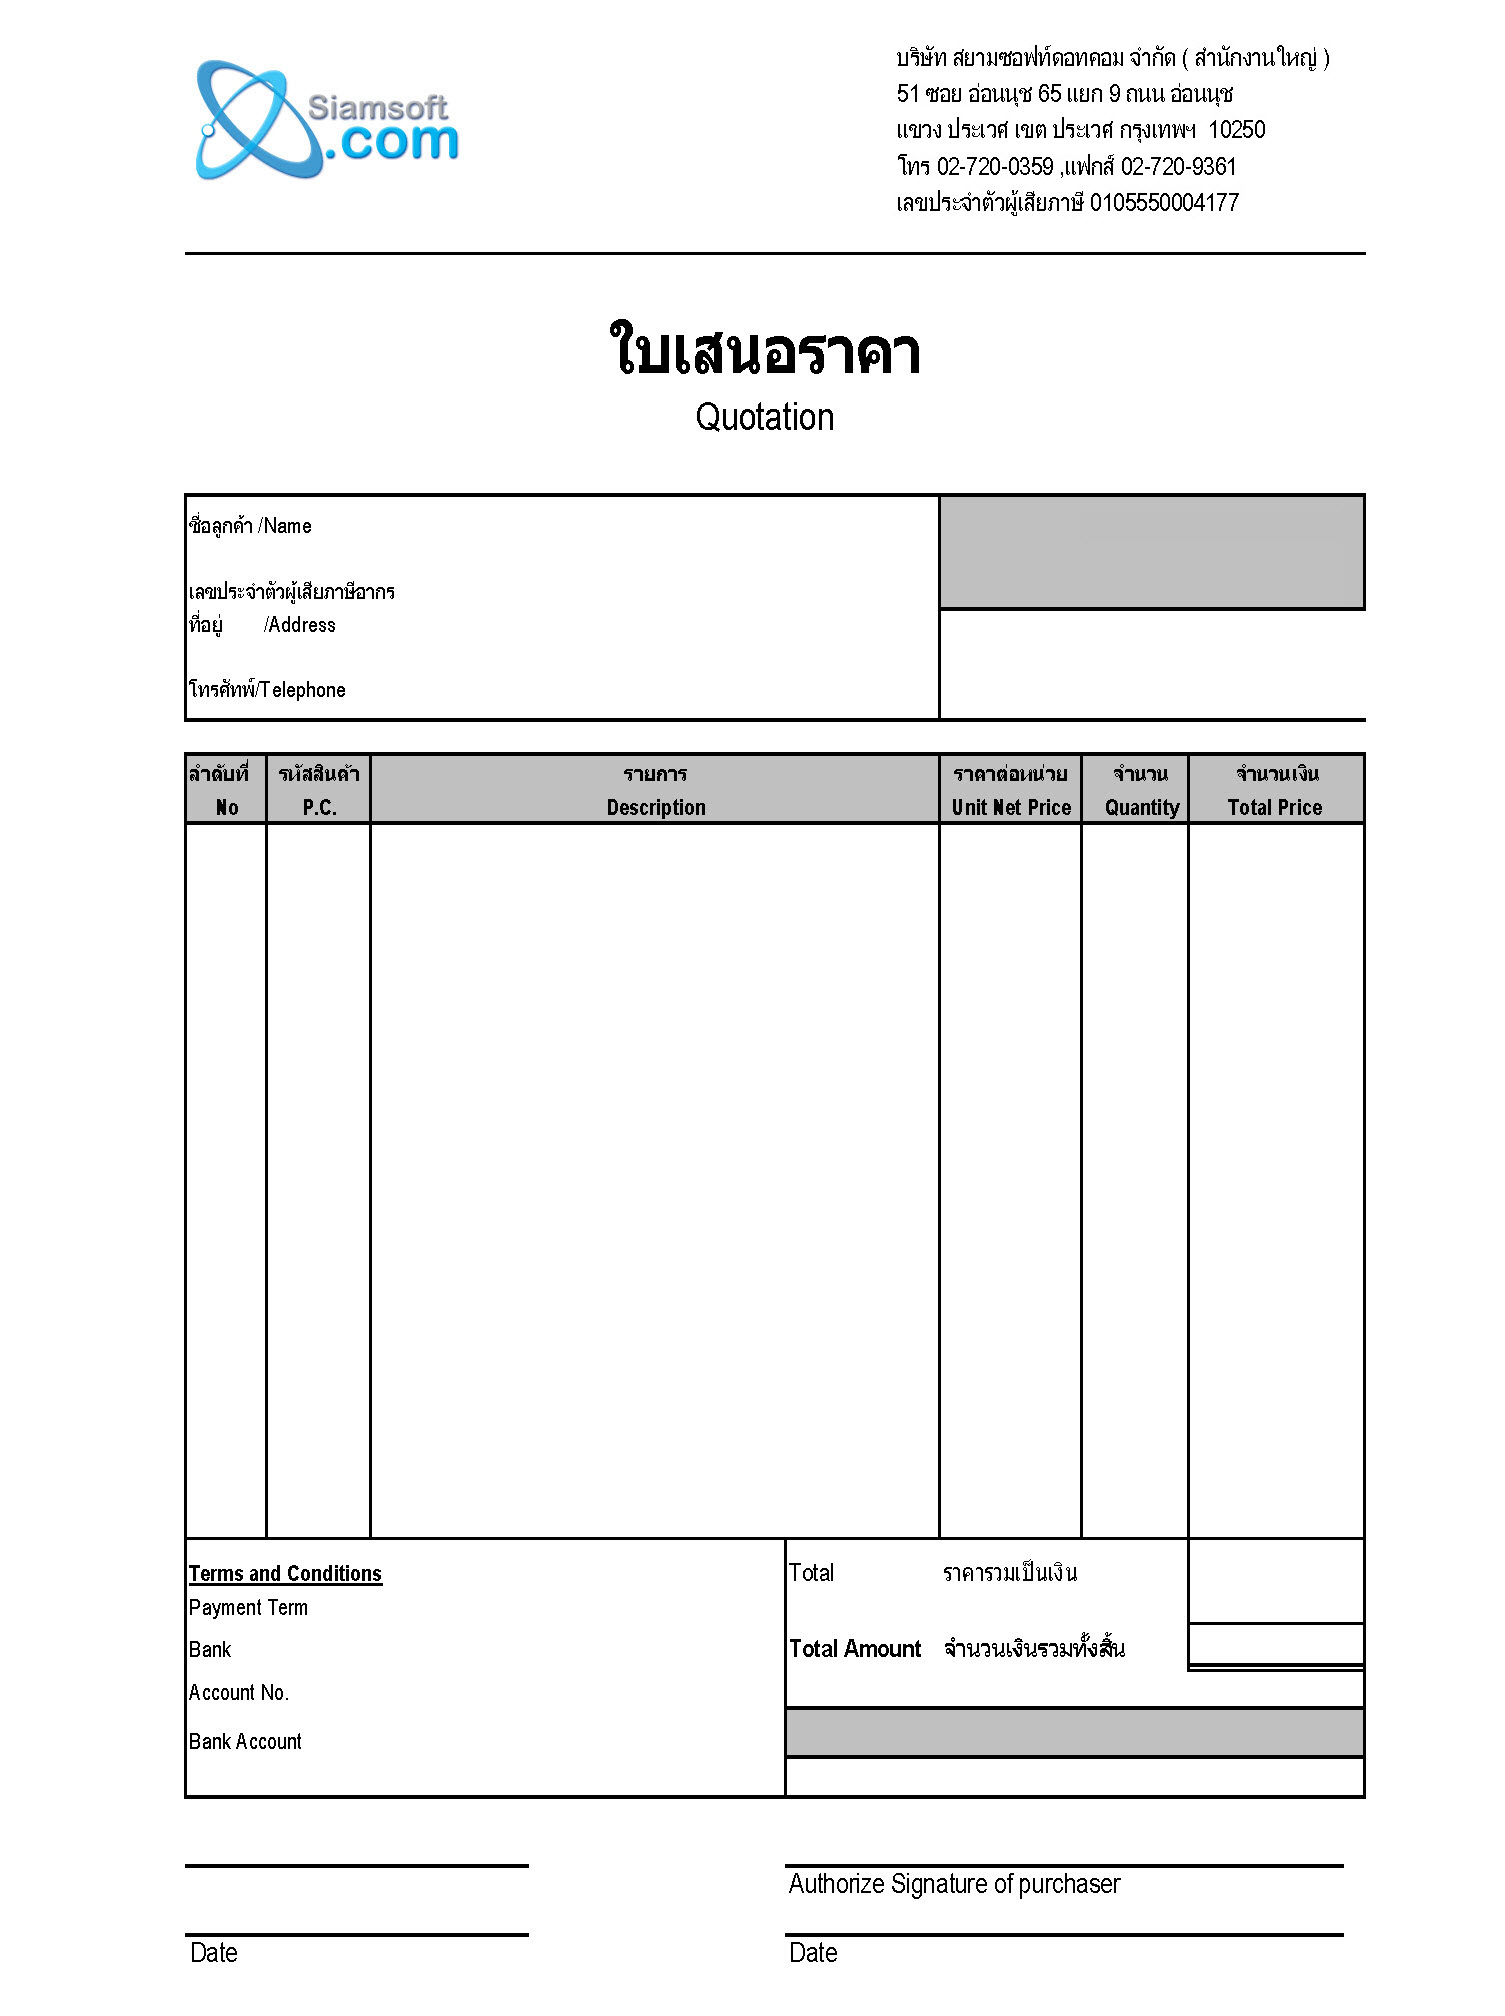 Siamsoft
.com
บริษัท สยามซอฟท์ดอทคอม จำกัด ( สำนักงานใหญ่ )
51 ซอย อ่อนนุช 65 แยก 9 ถนน อ่อนนุช
แขวง ประเวศ เขต ประเวศ กรุงเทพฯ 10250
โทร 02-720-0359 ,แฟกส์ 02-720-9361
เลขประจำตัวผู้เสียภาษี 0105550004177
ใบเสนอราคา
Quotation
ชื่อลูกค้า /Name
เลขประจำตัวผู้เสียภาษีอากร
ที่อยู่ /Address
โทรศัทพ์/Telephone
ลำดับที่ รหัสสินค้า รายการ ราคาต่อหน่วย จำนวน จำนวนเงิน
No P.C. Description Unit Net Price Quantity Total Price
Terms and Conditions
Payment Term
Bank
Account No.
Bank Account
Total ราคารวมเป็นเงิน
Total Amount จำนวนเงินรวมทั้งสิ้น
Authorize Signature of purchaser
Date
Date